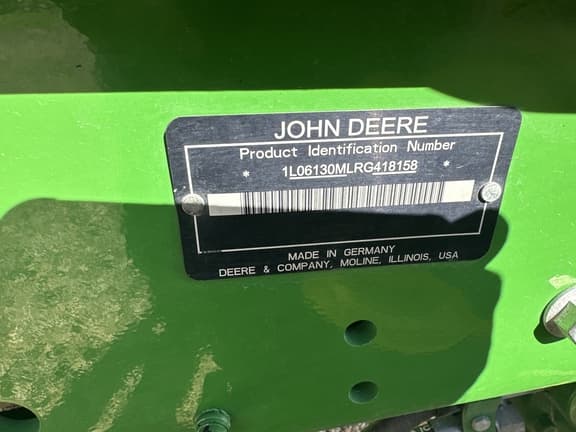 JOHN DEERE
Product Identification Number
* 1L06130MLRG418158 *
MADE IN GERMANY
DEERE & COMPANY, MOLINE, ILLINOIS, USA